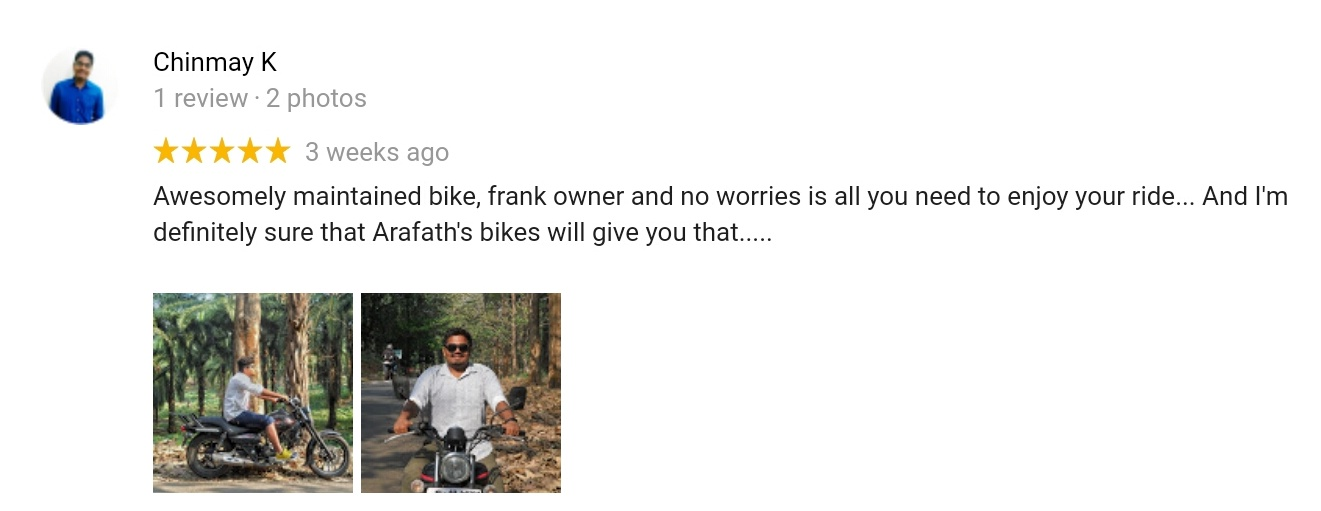 Chinmay K
1 review · 2 photos
3 weeks ago
Awesomely maintained bike, frank owner and no worries is all you need to enjoy your ride... And I'm
definitely sure that Arafath's bikes will give you that.....